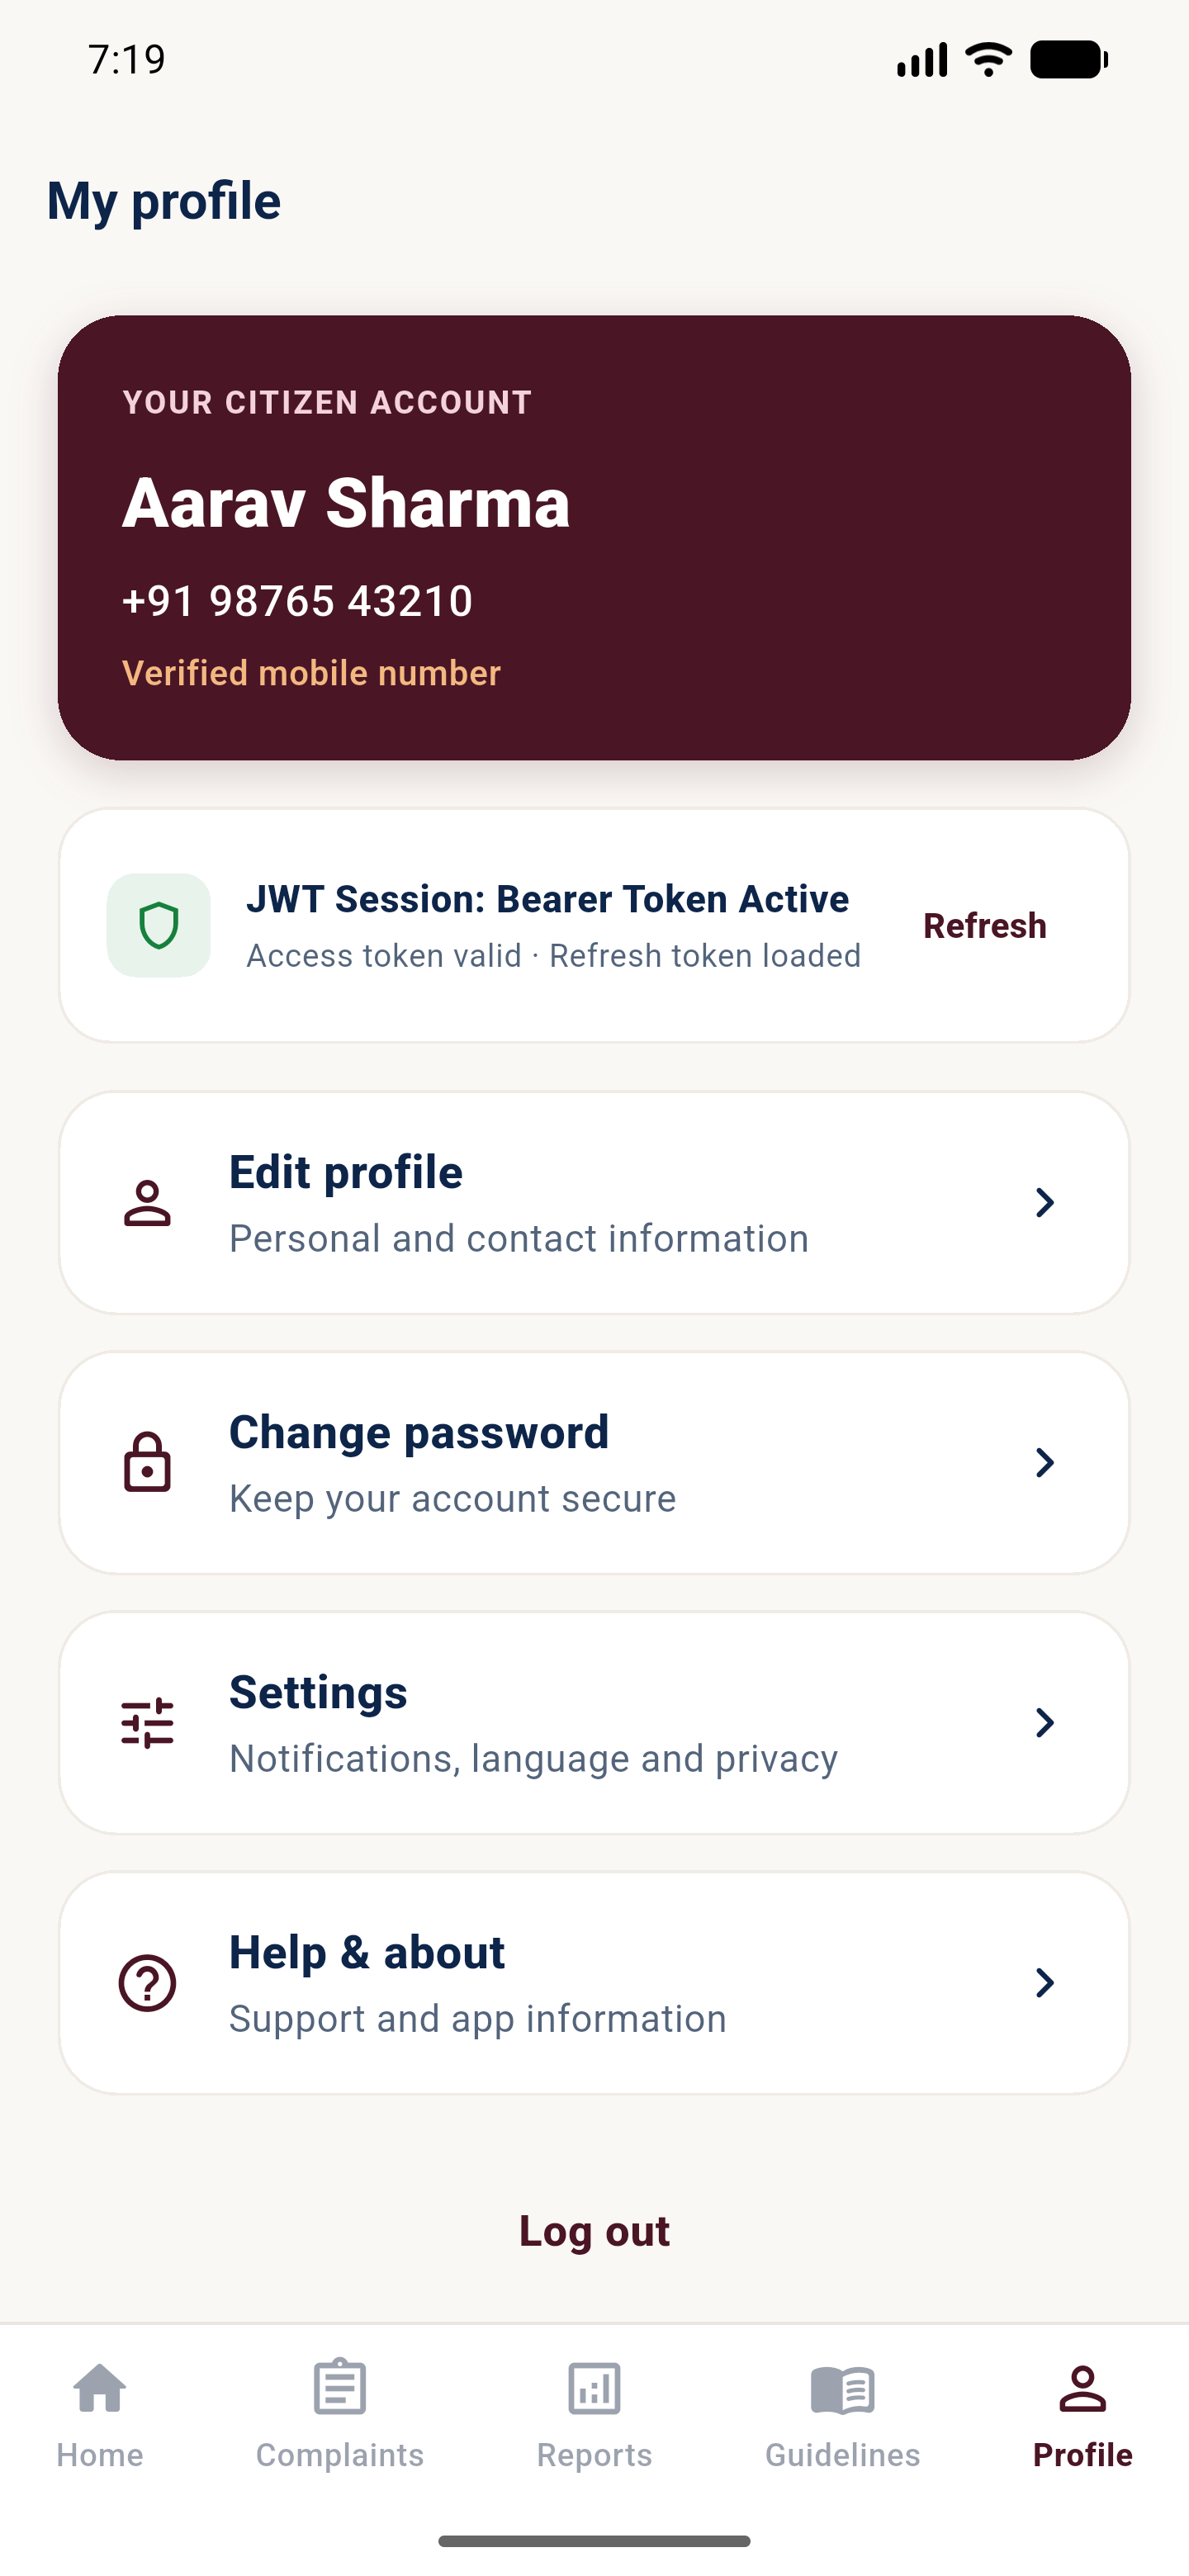 7:19
My profile
YOUR CITIZEN ACCOUNT
Aarav Sharma
+91 98765 43210
Verified mobile number
JWT Session: Bearer Token Active
Access token valid · Refresh token loaded
Refresh
Edit profile
Personal and contact information
Change password
Keep your account secure
Settings
Notifications, language and privacy
Help & about
Support and app information
Log out
Home
Complaints
Reports
Guidelines
Profile